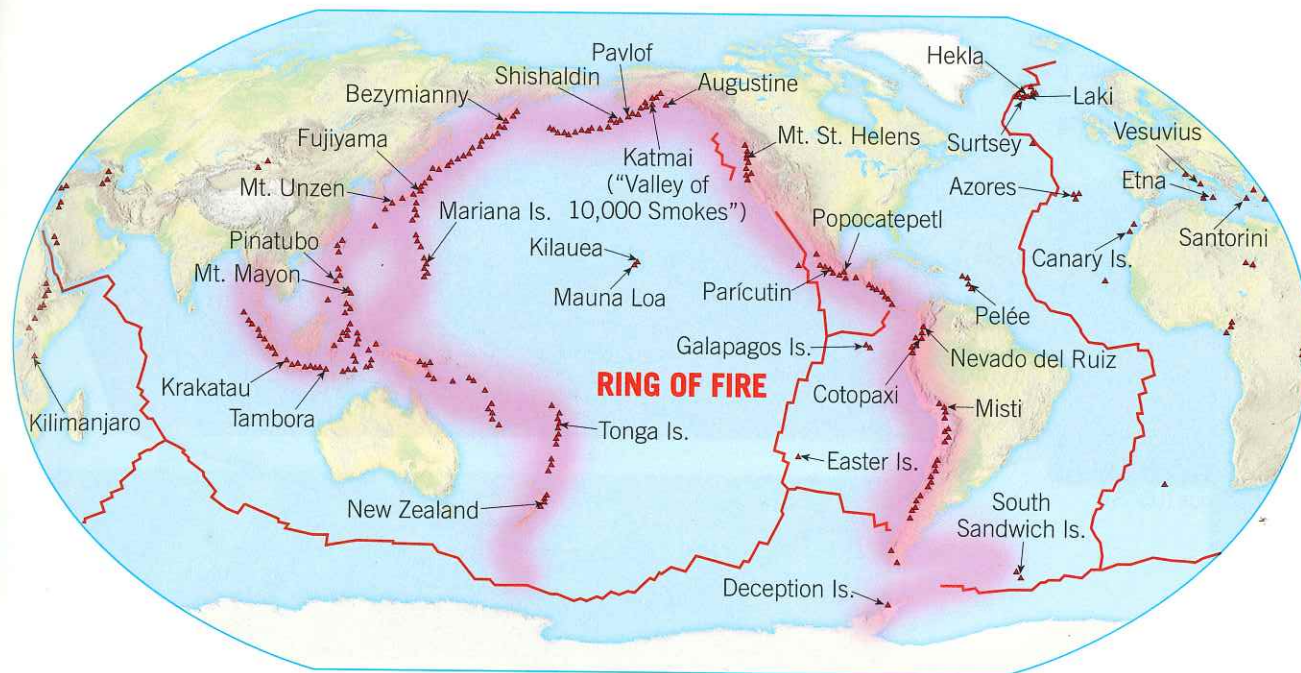 Pavlof
Hekla
Shishaldin
Augustine
Laki
Bezymianny
Vesuvius
Surtsey
Fujiyama
Mt. St. Helens
Katmai
("Valley of
10,000 Smokes")
Azores
Etna
Mt. Unzen
Mariana Is.
Popocatepetl
Santorini
Pinatubo
Kilauea
Canary Is.
Mt. Mayon
Mauna Loa
Parícutin
Pelée
Galapagos Is.
Nevado del Ruiz
Krakatau
RING OF FIRE
Cotopaxi
Kilimanjaro
Tambora
Misti
Tonga Is.
Easter Is.
New Zealand
South
Sandwich Is.
Deception Is.